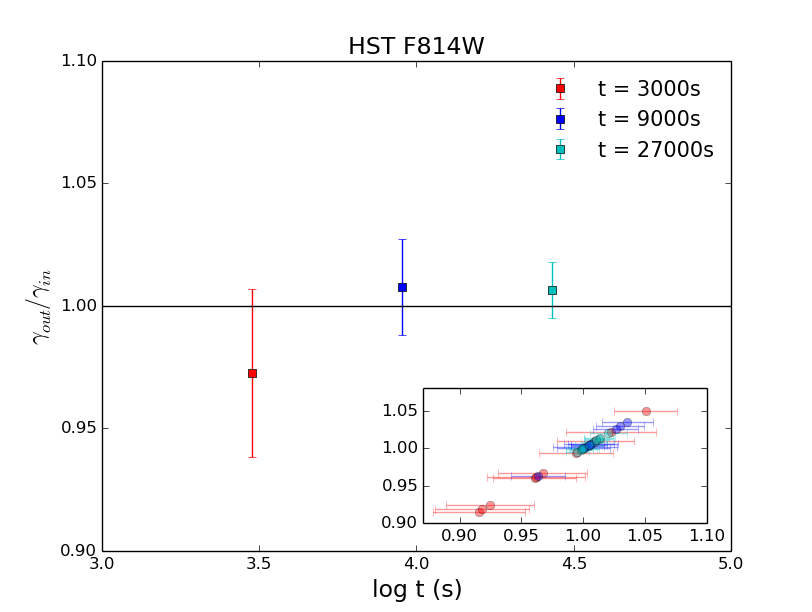 HST F814W
1.10
1.05
1.00
0.95
0.90
γout/γin
t = 3000s
t = 9000s
t = 27000s
1.05
1.00
0.95
0.90
0.90 0.95 1.00 1.05 1.10
3.0 3.5 4.0 4.5 5.0
log t (s)